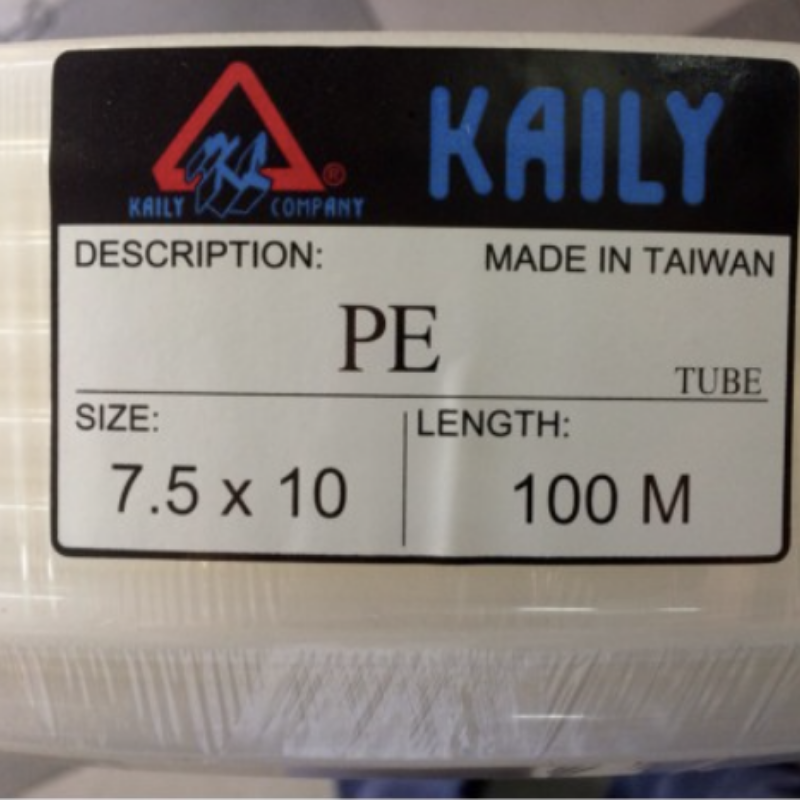 KAILY COMPANY ®
KAILY
DESCRIPTION:
MADE IN TAIWAN
PE
TUBE
SIZE:
7.5 x 10
LENGTH:
100 M